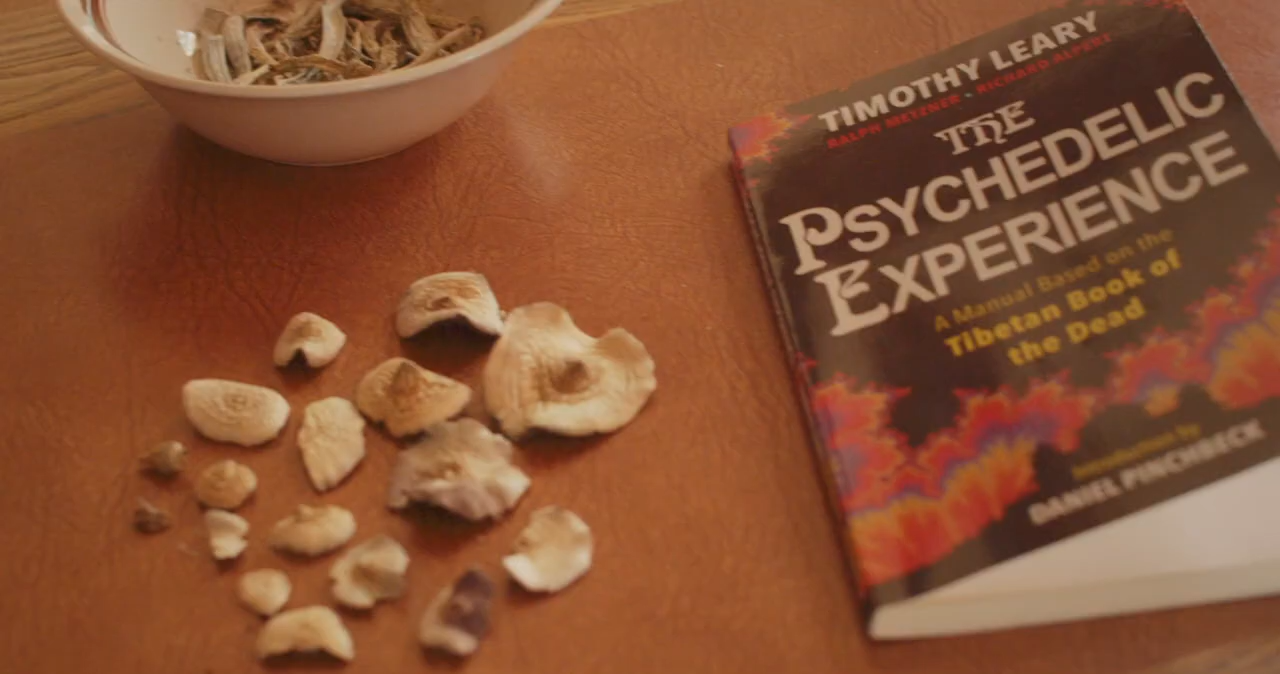 TIMOTHY LEARY
RALPH METZNER - RICHARD ALPERT
THE
PSYCHEDELIC
EXPERIENCE
A Manual Based on the
Tibetan Book of
the Dead
Introduction by
DANIEL PINCHBECK